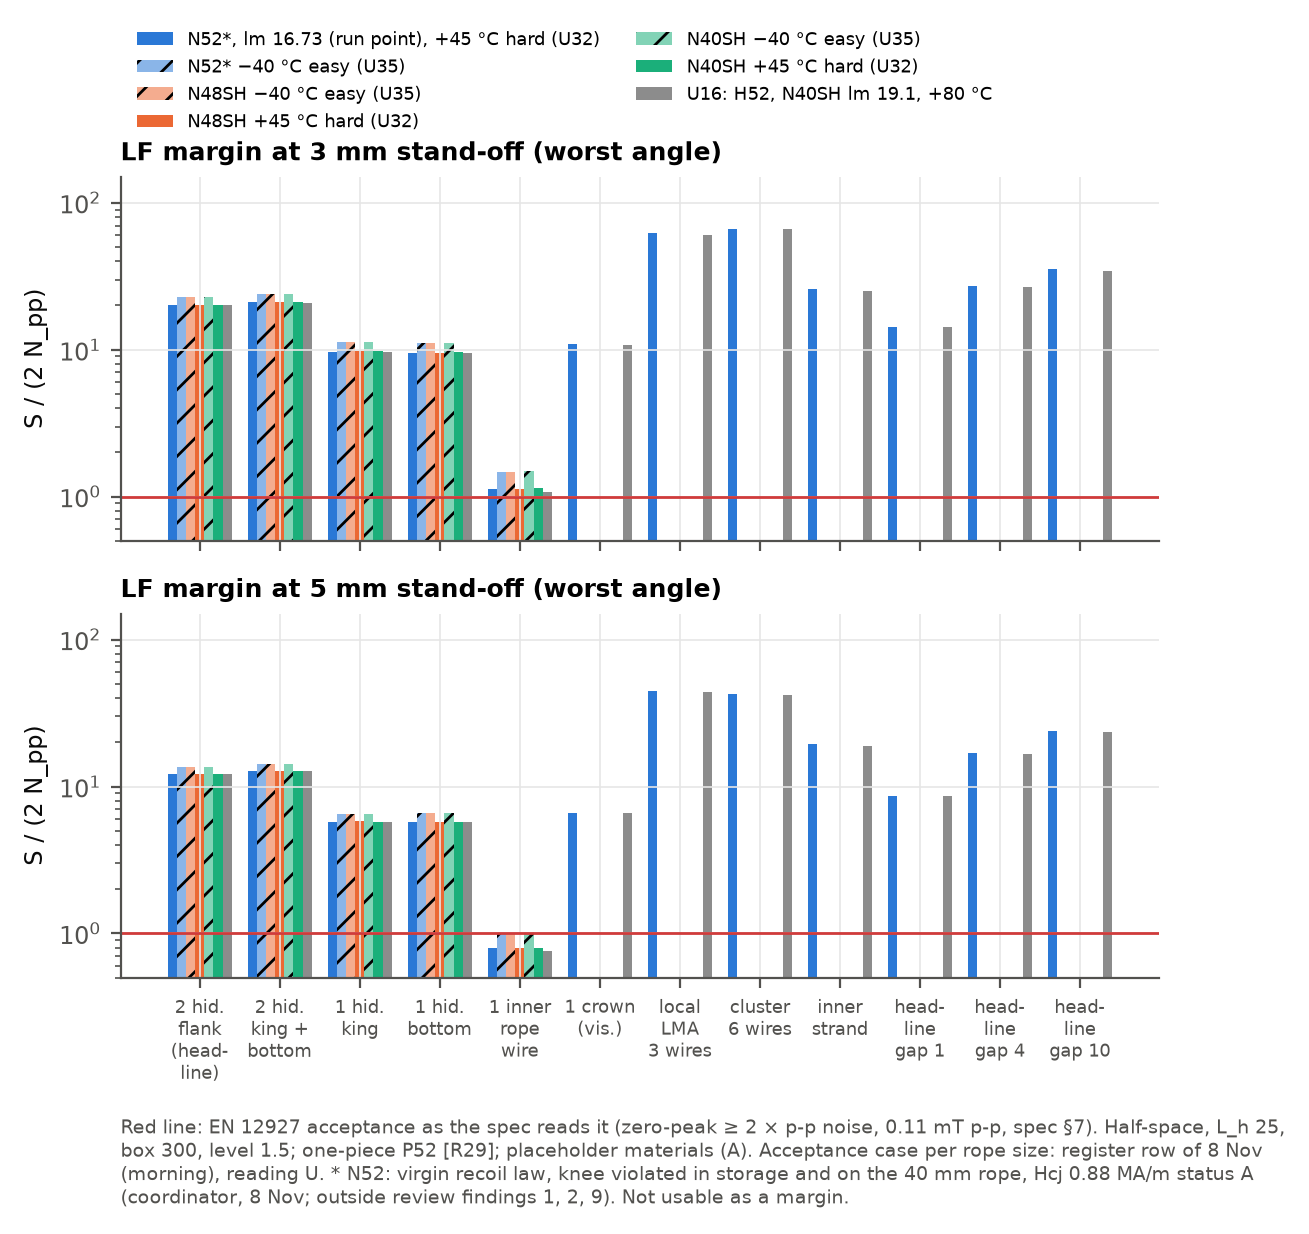 N52*, lm 16.73 (run point), +45 °C hard (U32)
N52* −40 °C easy (U35)
N48SH −40 °C easy (U35)
N48SH +45 °C hard (U32)
N40SH −40 °C easy (U35)
N40SH +45 °C hard (U32)
U16: H52, N40SH lm 19.1, +80 °C
LF margin at 3 mm stand-off (worst angle)
10²
10¹
10⁰
S / (2 N_pp)
LF margin at 5 mm stand-off (worst angle)
10²
10¹
10⁰
S / (2 N_pp)
2 hid.
flank
(head-
line)
2 hid.
king +
bottom
1 hid.
king
1 hid.
bottom
1 inner
rope
wire
1 crown
(vis.)
local
LMA
3 wires
cluster
6 wires
inner
strand
head-
line
gap 1
head-
line
gap 4
head-
line
gap 10
Red line: EN 12927 acceptance as the spec reads it (zero-peak ≥ 2 × p-p noise, 0.11 mT p-p, spec §7). Half-space, L_h 25,
box 300, level 1.5; one-piece P52 [R29]; placeholder materials (A). Acceptance case per rope size: register row of 8 Nov
(morning), reading U. * N52: virgin recoil law, knee violated in storage and on the 40 mm rope, Hcj 0.88 MA/m status A
(coordinator, 8 Nov; outside review findings 1, 2, 9). Not usable as a margin.